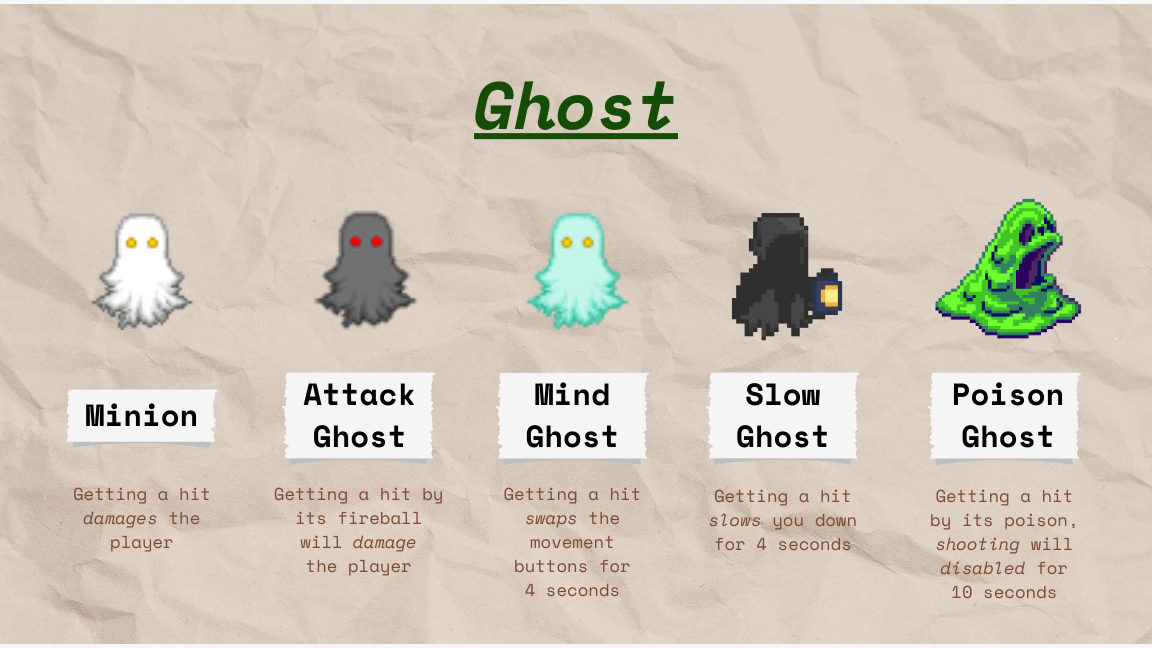 Ghost
Minion
Getting a hit
damages the
player
Attack
Ghost
Getting a hit by
its fireball
will damage
the player
Mind
Ghost
Getting a hit
swaps the
movement
buttons for
4 seconds
Slow
Ghost
Getting a hit
slows you down
for 4 seconds
Poison
Ghost
Getting a hit
by its poison,
shooting will
disabled for
10 seconds